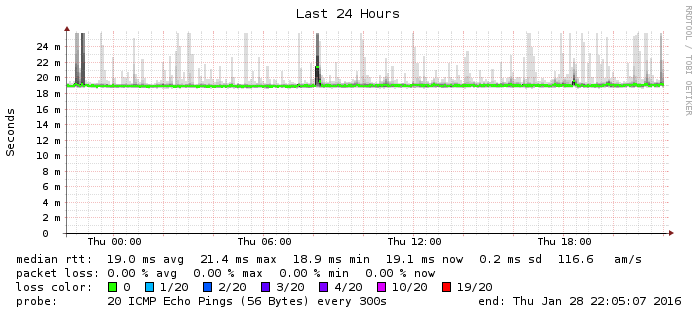 Last 24 Hours
RRDTOOL / TOBI OETIKER
Seconds
24 m
22 m
20 m
18 m
16 m
14 m
12 m
10 m
8 m
6 m
4 m
2 m
0
Thu 00:00 Thu 06:00 Thu 12:00 Thu 18:00
median rtt: 19.0 ms avg 21.4 ms max 18.9 ms min 19.1 ms now 0.2 ms sd 116.6 am/s
packet loss: 0.00 % avg 0.00 % max 0.00 % min 0.00 % now
loss color: 0 1/20 2/20 3/20 4/20 10/20 19/20
probe: 20 ICMP Echo Pings (56 Bytes) every 300s end: Thu Jan 28 22:05:07 2016